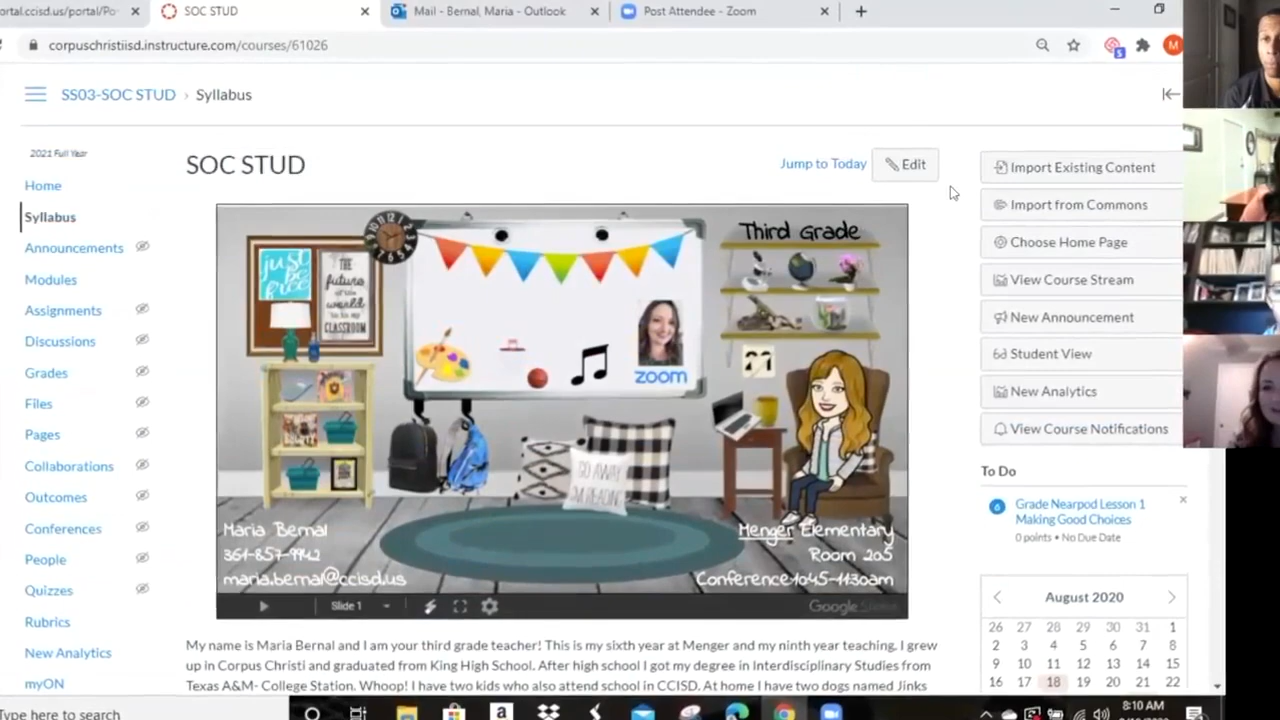 ortal.ccisd.us/portal/Po
SOC STUD
Mail - Bernal, Maria - Outlook
Post Attendee - Zoom
corpuschristiisd.instructure.com/courses/61026
5
M
SS03-SOC STUD › Syllabus
2021 Full Year
Home
Syllabus
Announcements
Modules
Assignments
Discussions
Grades
Files
Pages
Collaborations
Outcomes
Conferences
People
Quizzes
Rubrics
New Analytics
myON
SOC STUD
Jump to Today
Edit
just be free
THE
future
of the
world
is in my
CLASSROOM
zoom
Third Grade
21
GO AWAY
I'M READING
Maria Bernal
361-857-9942
maria.bernal@ccisd.us
Menger Elementary
Room 205
Conference:1045-1130am
Slide 1
Google Slides
My name is Maria Bernal and I am your third grade teacher! This is my sixth year at Menger and my ninth year teaching. I grew
up in Corpus Christi and graduated from King High School. After high school I got my degree in Interdisciplinary Studies from
Texas A&M- College Station. Whoop! I have two kids who also attend school in CCISD. At home I have two dogs named Jinks
Import Existing Content
Import from Commons
Choose Home Page
View Course Stream
New Announcement
Student View
New Analytics
View Course Notifications
To Do
6
Grade Nearpod Lesson 1
Making Good Choices
0 points • No Due Date
August 2020
26 27 28 29 30 31 1
2 3 4 5 6 7 8
9 10 11 12 13 14 15
16 17 18 19 20 21 22
Type here to search
8:10 AM